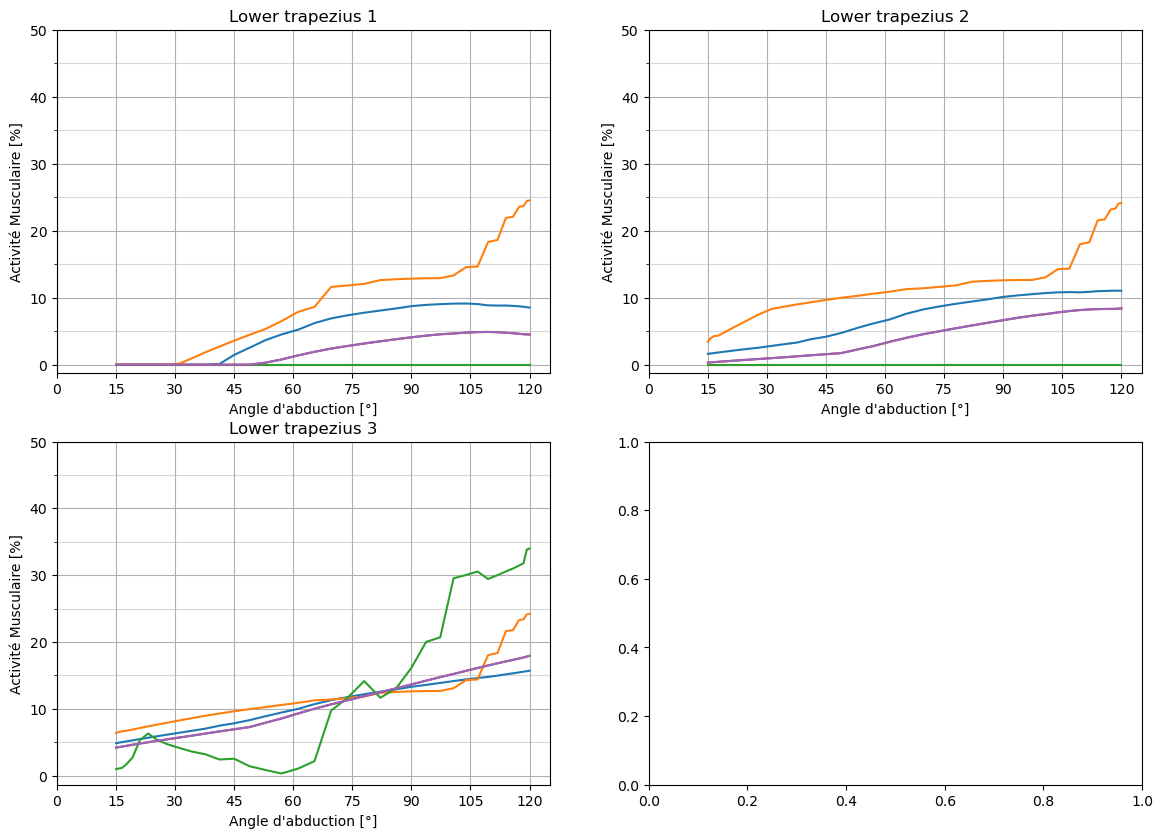 Lower trapezius 1
50
40
30
20
10
0
Activité Musculaire [%]
0 15 30 45 60 75 90 105 120
Angle d'abduction [°]
Lower trapezius 2
50
40
30
20
10
0
Activité Musculaire [%]
0 15 30 45 60 75 90 105 120
Angle d'abduction [°]
Lower trapezius 3
50
40
30
20
10
0
Activité Musculaire [%]
0 15 30 45 60 75 90 105 120
Angle d'abduction [°]
1.0
0.8
0.6
0.4
0.2
0.0
0.0 0.2 0.4 0.6 0.8 1.0